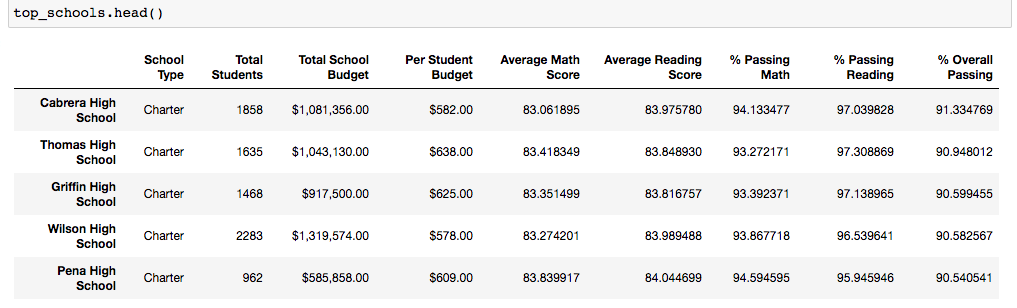 top_schools.head()
School Type Total Students Total School Budget Per Student Budget Average Math Score Average Reading Score % Passing Math % Passing Reading % Overall Passing
Cabrera High School Charter 1858 $1,081,356.00 $582.00 83.061895 83.975780 94.133477 97.039828 91.334769
Thomas High School Charter 1635 $1,043,130.00 $638.00 83.418349 83.848930 93.272171 97.308869 90.948012
Griffin High School Charter 1468 $917,500.00 $625.00 83.351499 83.816757 93.392371 97.138965 90.599455
Wilson High School Charter 2283 $1,319,574.00 $578.00 83.274201 83.989488 93.867718 96.539641 90.582567
Pena High School Charter 962 $585,858.00 $609.00 83.839917 84.044699 94.594595 95.945946 90.540541